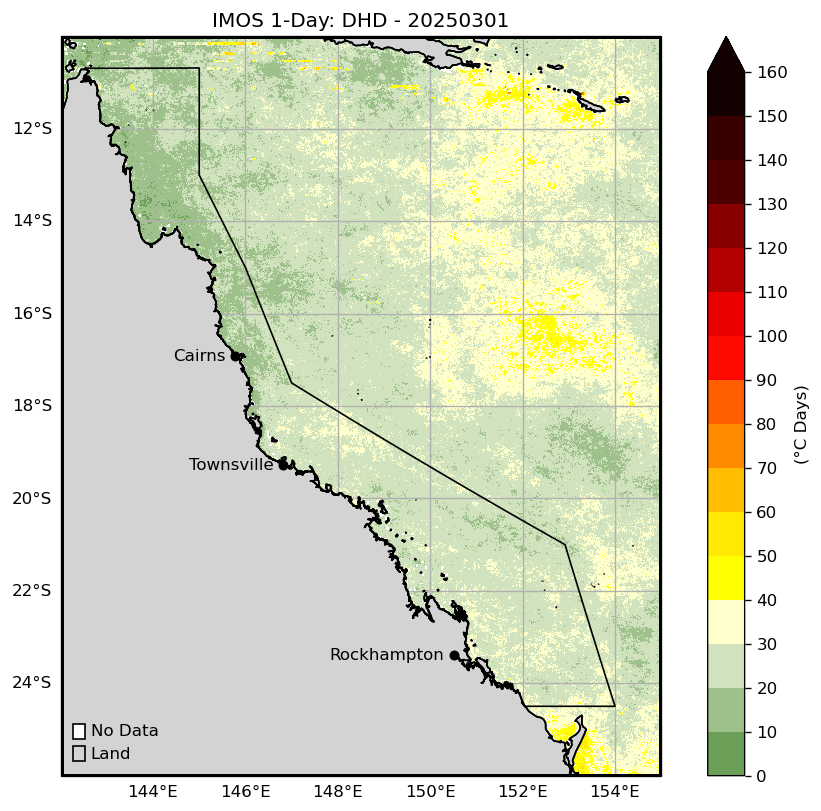 IMOS 1-Day: DHD - 20250301
12°S
14°S
16°S
18°S
20°S
22°S
24°S
Cairns
Townsville
Rockhampton
No Data
Land
144°E 146°E 148°E 150°E 152°E 154°E
160
150
140
130
120
110
100
90
80
70
60
50
40
30
20
10
0
(°C Days)